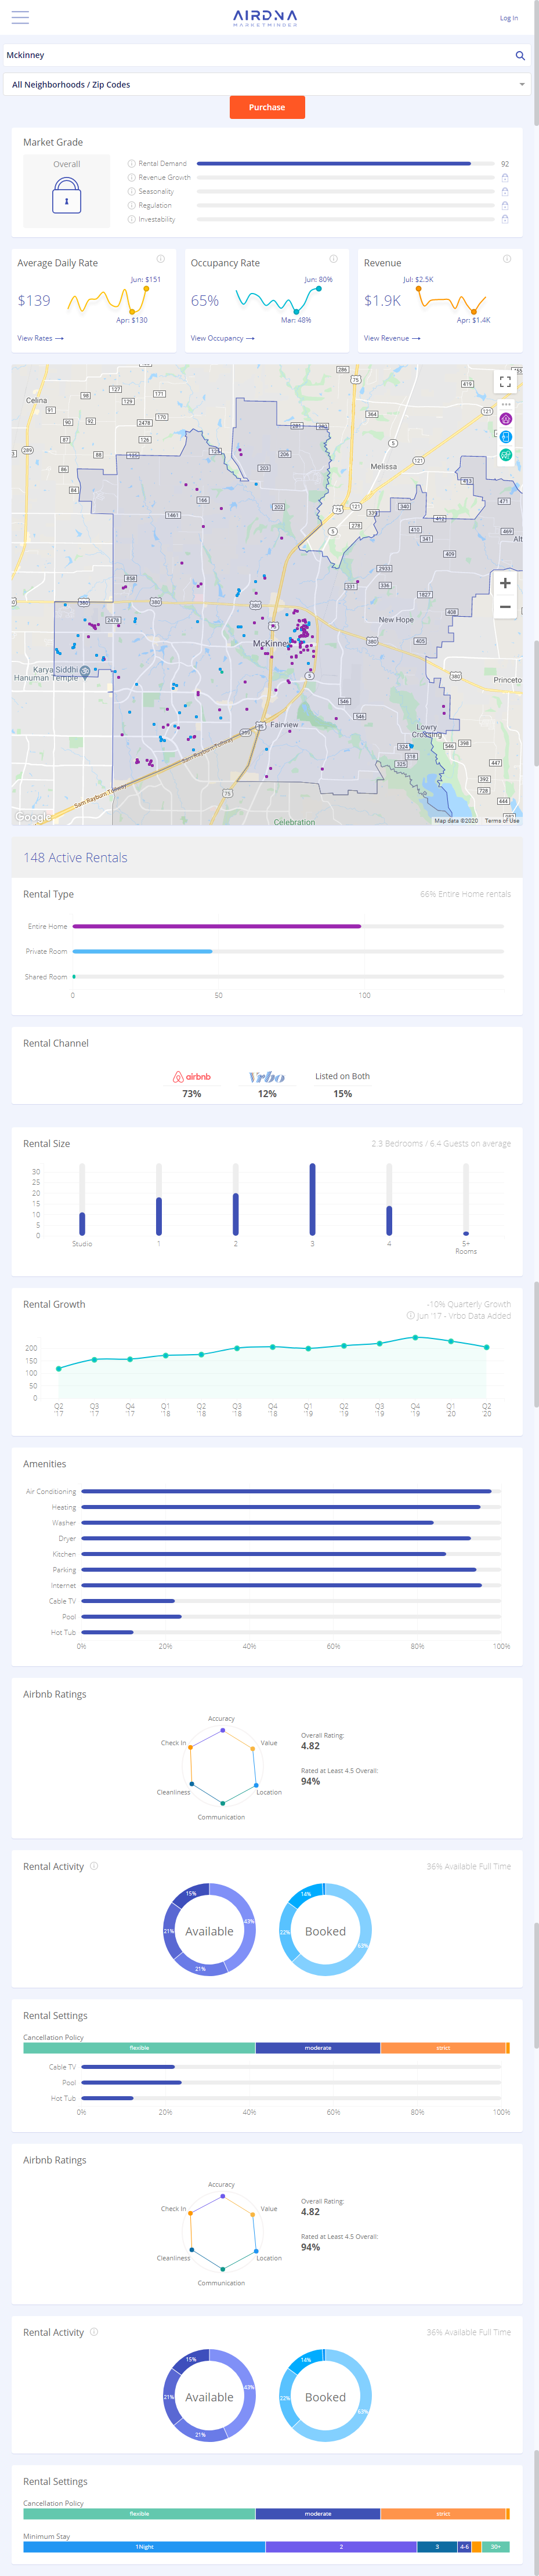 AIRDNA
MARKETMINDER
Log In
Mckinney
All Neighborhoods / Zip Codes
Purchase
Market Grade
Overall
Rental Demand 92
Revenue Growth
Seasonality
Regulation
Investability
Average Daily Rate
Jun: $151
$139
Apr: $130
View Rates
Occupancy Rate
Jun: 80%
65%
Mar: 48%
View Occupancy
Revenue
Jul: $2.5K
$1.9K
Apr: $1.4K
View Revenue
Celina
Melissa
New Hope
McKinney
Karya Siddhi
Hanuman Temple
Princeto
Fairview
Lowry
Crossing
Sam Rayburn Tollway
Sam Rayburn Tollway
Celebration
Google
Map data ©2020 Terms of Use
148 Active Rentals
Rental Type
66% Entire Home rentals
Entire Home
Private Room
Shared Room
0 50 100
Rental Channel
airbnb Vrbo Listed on Both
73% 12% 15%
Rental Size
2.3 Bedrooms / 6.4 Guests on average
30
25
20
15
10
5
0
Studio 1 2 3 4 5+
Rooms
Rental Growth
-10% Quarterly Growth
Jun '17 - Vrbo Data Added
200
150
100
50
0
Q2 Q3 Q4 Q1 Q2 Q3 Q4 Q1 Q2 Q3 Q4 Q1 Q2
'17 '17 '17 '18 '18 '18 '18 '19 '19 '19 '19 '20 '20
Amenities
Air Conditioning
Heating
Washer
Dryer
Kitchen
Parking
Internet
Cable TV
Pool
Hot Tub
0% 20% 40% 60% 80% 100%
Airbnb Ratings
Accuracy
Check In
Value
Cleanliness
Location
Communication
Overall Rating:
4.82
Rated at Least 4.5 Overall:
94%
Rental Activity
36% Available Full Time
15%
43%
21%
21%
Available
14%
22%
63%
Booked
Rental Settings
Cancellation Policy
flexible moderate strict
Cable TV
Pool
Hot Tub
0% 20% 40% 60% 80% 100%
Airbnb Ratings
Accuracy
Check In
Value
Cleanliness
Location
Communication
Overall Rating:
4.82
Rated at Least 4.5 Overall:
94%
Rental Activity
36% Available Full Time
15%
43%
21%
21%
Available
14%
22%
63%
Booked
Rental Settings
Cancellation Policy
flexible moderate strict
Minimum Stay
1Night 2 3 4-6 30+